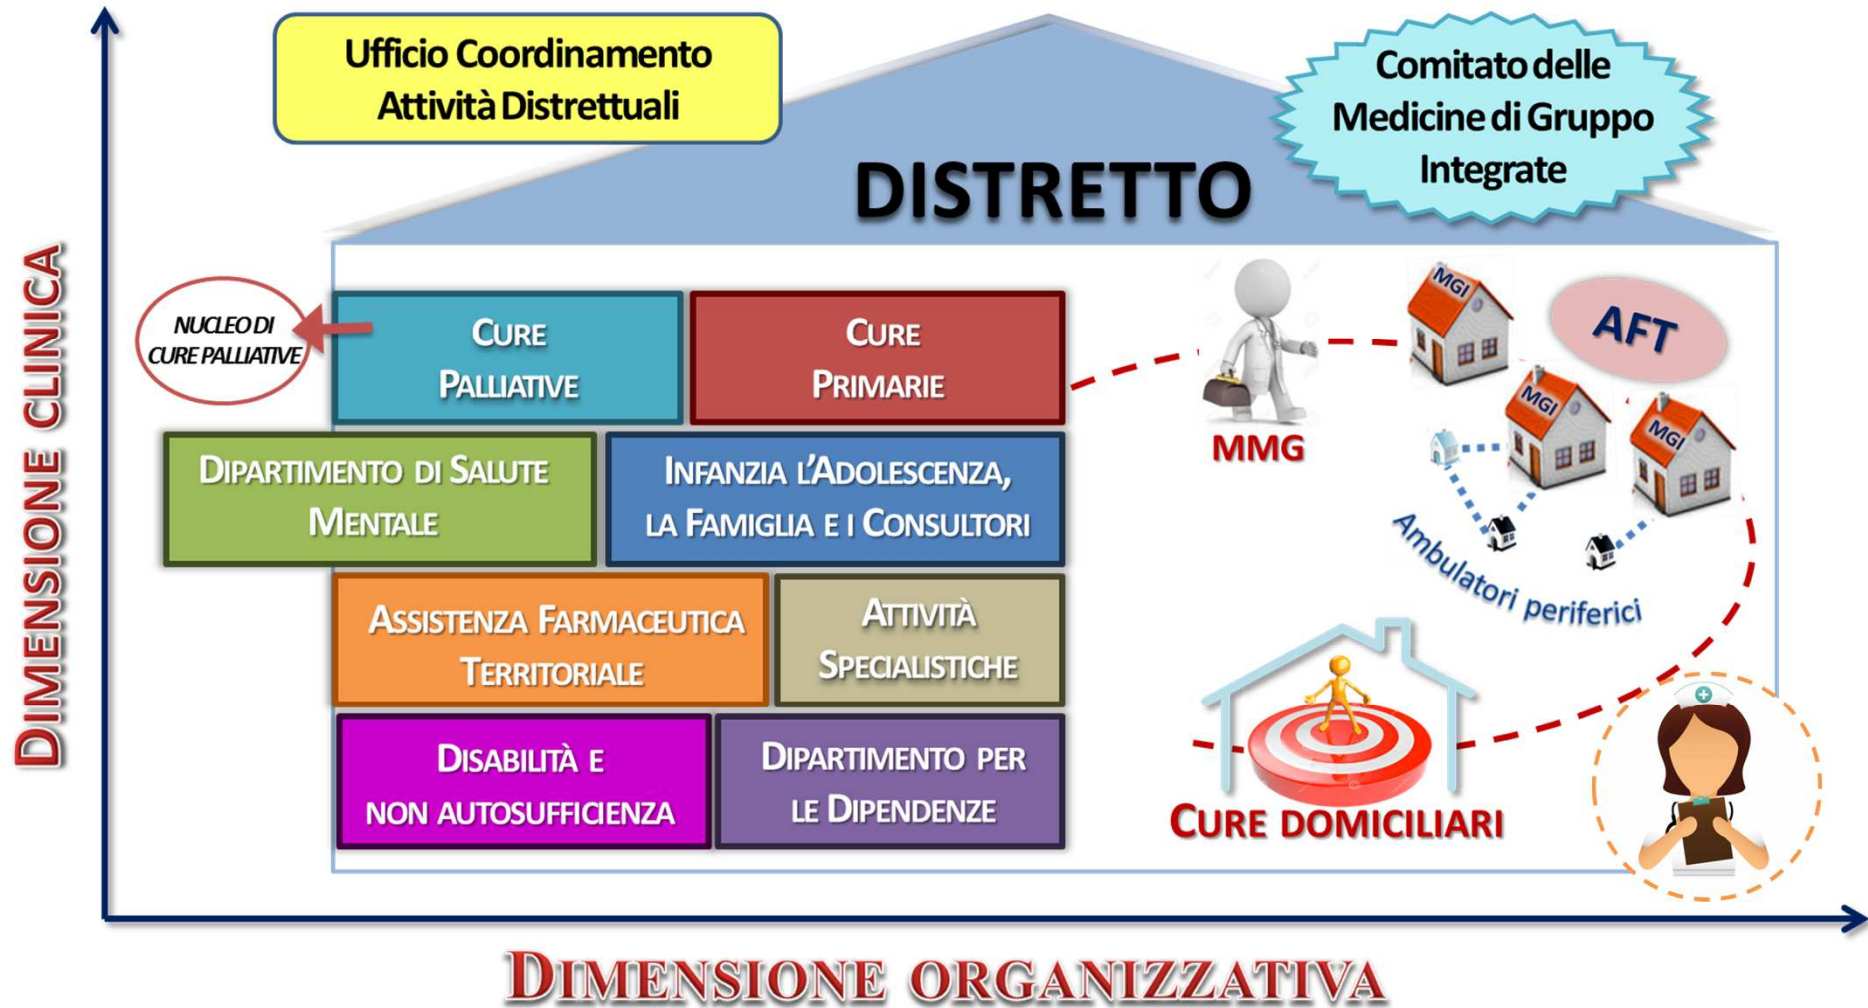 Ufficio Coordinamento
Attività Distrettuali
Comitato delle
Medicine di Gruppo
Integrate
DISTRETTO
DIMENSIONE CLINICA
NUCLEO DI
CURE PALLIATIVE
CURE
PALLIATIVE
CURE
PRIMARIE
MMG
MGI
AFT
MGI
MGI
DIPARTIMENTO DI SALUTE
MENTALE
INFANZIA L'ADOLESCENZA,
LA FAMIGLIA E I CONSULTORI
Ambulatori periferici
ASSISTENZA FARMACEUTICA
TERRITORIALE
ATTIVITÀ
SPECIALISTICHE
DISABILITÀ E
NON AUTOSUFFICIENZA
DIPARTIMENTO PER
LE DIPENDENZE
CURE DOMICILIARI
DIMENSIONE ORGANIZZATIVA